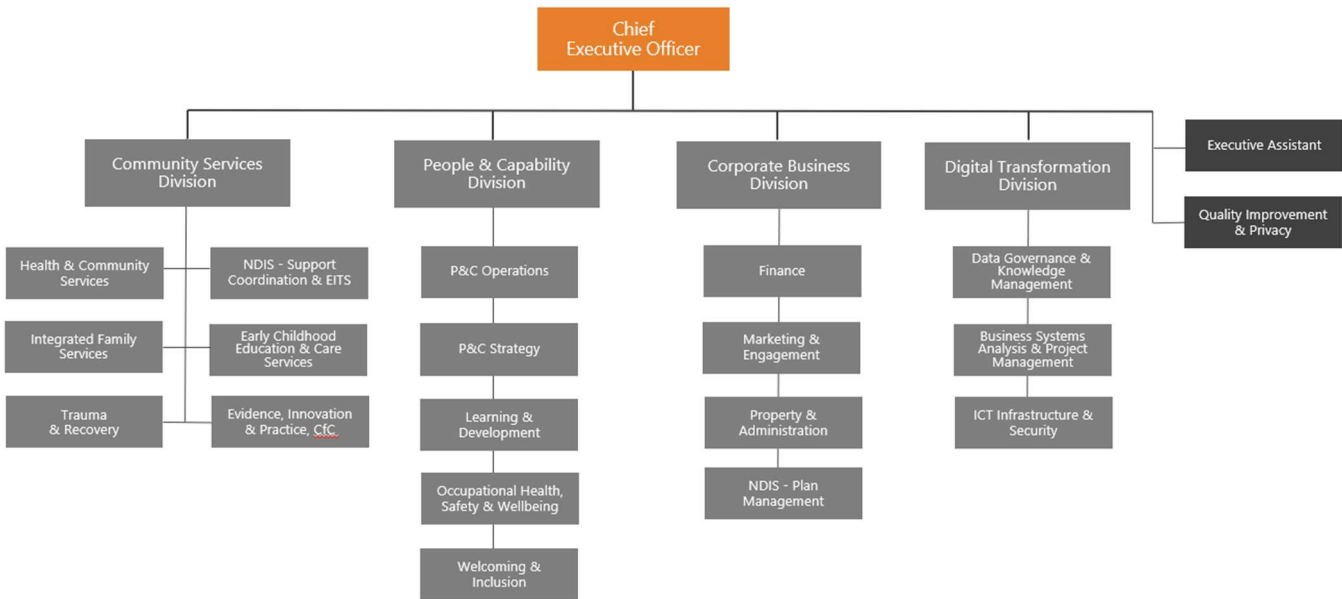 Chief
Executive Officer
Community Services
Division
People & Capability
Division
Corporate Business
Division
Digital Transformation
Division
Executive Assistant
Quality Improvement
& Privacy
Health & Community
Services
NDIS - Support
Coordination & EITS
Integrated Family
Services
Early Childhood
Education & Care
Services
Trauma
& Recovery
Evidence, Innovation
& Practice, CfC
P&C Operations
P&C Strategy
Learning &
Development
Occupational Health,
Safety & Wellbeing
Welcoming &
Inclusion
Finance
Marketing &
Engagement
Property &
Administration
NDIS - Plan
Management
Data Governance &
Knowledge
Management
Business Systems
Analysis & Project
Management
ICT Infrastructure &
Security